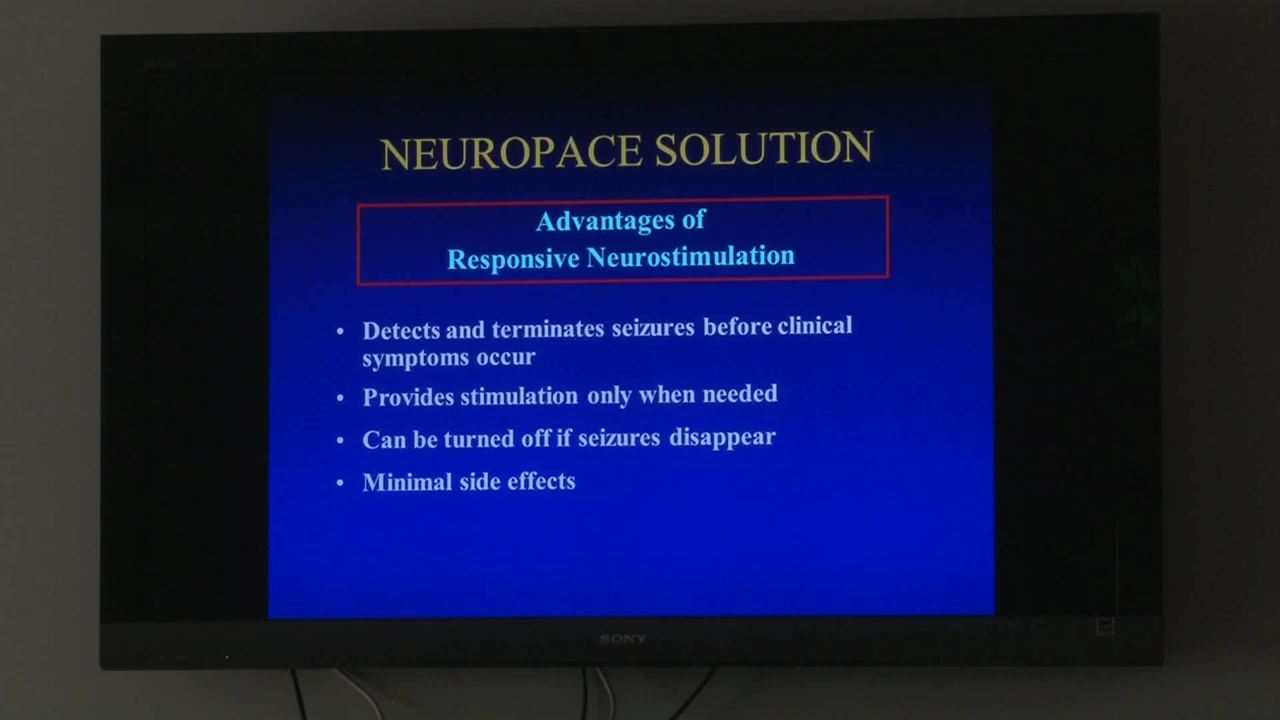 NEUROPACE SOLUTION
Advantages of
Responsive Neurostimulation
• Detects and terminates seizures before clinical
symptoms occur
• Provides stimulation only when needed
• Can be turned off if seizures disappear
• Minimal side effects
SONY